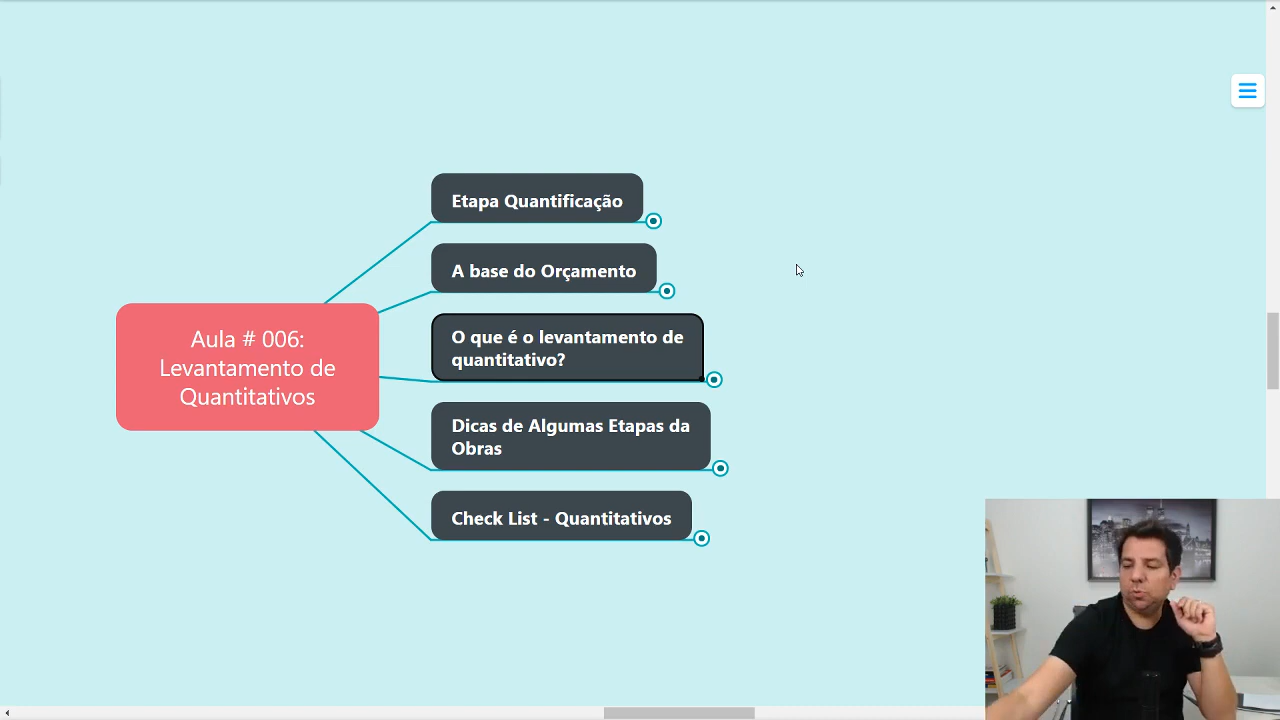 Etapa Quantificação
A base do Orçamento
Aula # 006:
Levantamento de
Quantitativos
O que é o levantamento de
quantitativo?
Dicas de Algumas Etapas da
Obras
Check List - Quantitativos